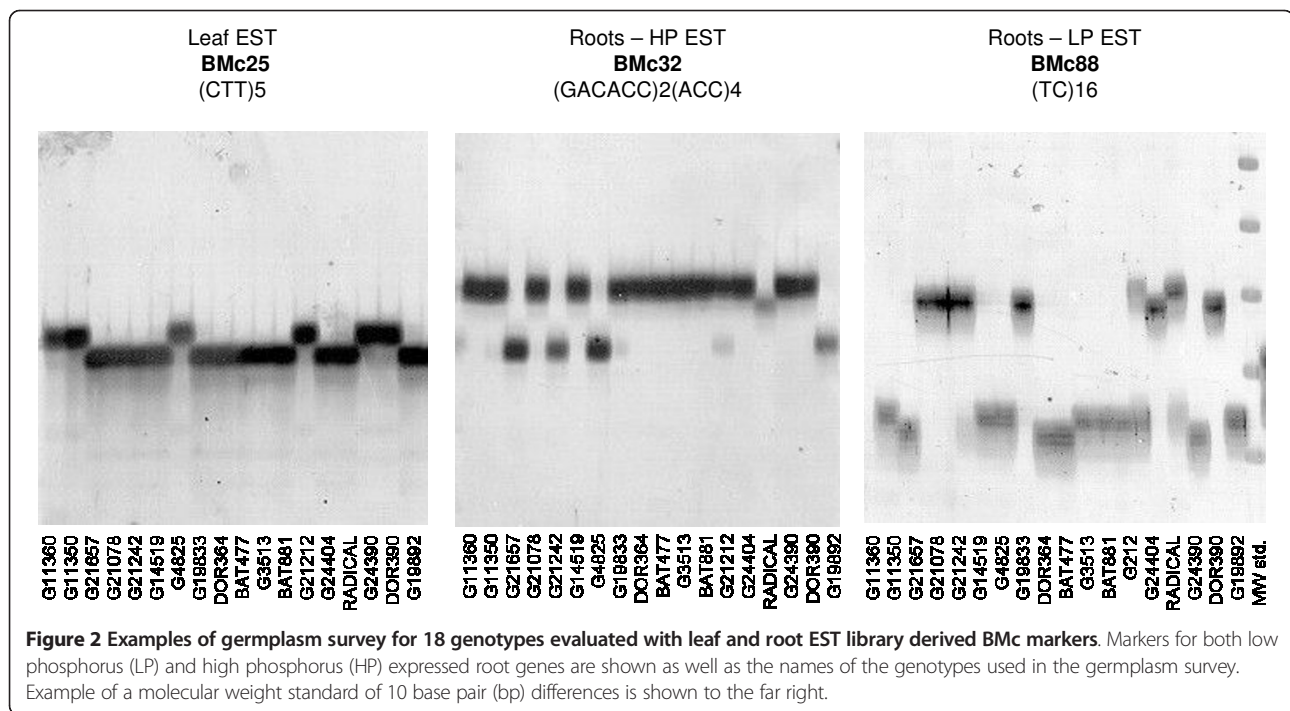 Leaf EST
BMc25
(CTT)5
Roots – HP EST
BMc32
(GACACC)2(ACC)4
Roots – LP EST
BMc88
(TC)16
G11360
G11350
G21657
G21078
G21242
G14519
G4825
G19833
DOR364
BAT477
G3513
BAT881
G21212
G24404
RADICAL
G24390
DOR390
G19892
G11360
G11350
G21657
G21078
G21242
G14519
G4825
G19833
DOR364
BAT477
G3513
BAT881
G21212
G24404
RADICAL
G24390
DOR390
G19892
G11360
G11350
G21657
G21078
G21242
G14519
G4825
G19833
DOR364
BAT477
G3513
BAT881
G212
G24404
RADICAL
G24390
DOR390
G19892
MW std.
Figure 2 Examples of germplasm survey for 18 genotypes evaluated with leaf and root EST library derived BMc markers. Markers for both low
phosphorus (LP) and high phosphorus (HP) expressed root genes are shown as well as the names of the genotypes used in the germplasm survey.
Example of a molecular weight standard of 10 base pair (bp) differences is shown to the far right.